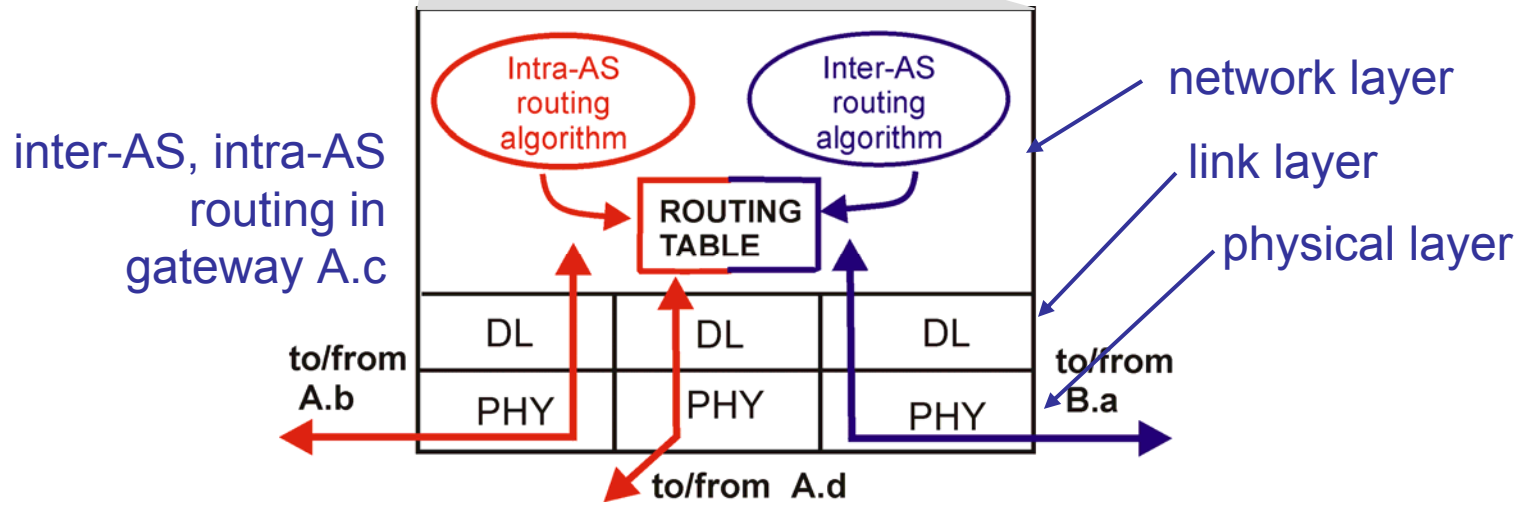 inter-AS, intra-AS
routing in
gateway A.c
Intra-AS
routing
algorithm
Inter-AS
routing
algorithm
ROUTING
TABLE
network layer
link layer
physical layer
DL
DL
DL
PHY
PHY
PHY
to/from
A.b
to/from A.d
to/from
B.a